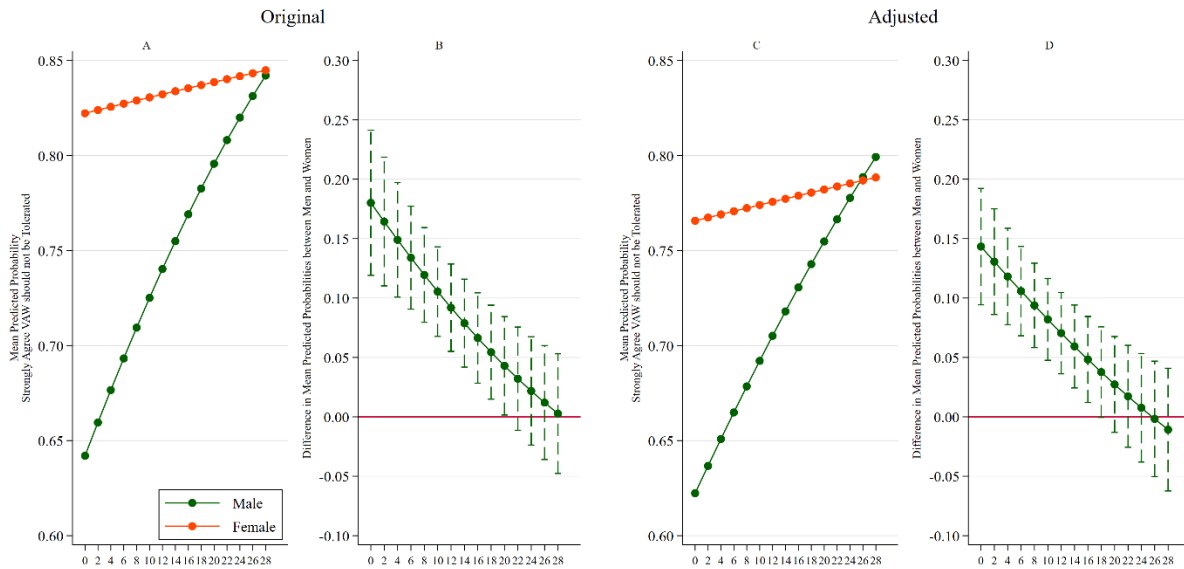 Original
Adjusted
A
Mean Predicted Probability
Strongly Agree VAW should not be Tolerated
0.85
0.80
0.75
0.70
0.65
0.60
0 2 4 6 8 10 12 14 16 18 20 22 24 26 28
Male
Female
B
Difference in Mean Predicted Probabilities between Men and Women
0.30
0.25
0.20
0.15
0.10
0.05
0.00
-0.05
-0.10
0 2 4 6 8 10 12 14 16 18 20 22 24 26 28
C
Mean Predicted Probability
Strongly Agree VAW should not be Tolerated
0.85
0.80
0.75
0.70
0.65
0.60
0 2 4 6 8 10 12 14 16 18 20 22 24 26 28
D
Difference in Mean Predicted Probabilities between Men and Women
0.30
0.25
0.20
0.15
0.10
0.05
0.00
-0.05
-0.10
0 2 4 6 8 10 12 14 16 18 20 22 24 26 28